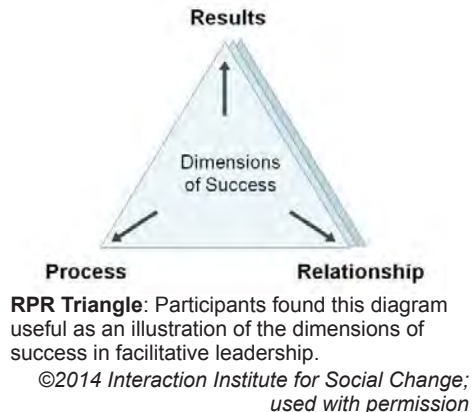 Results
Dimensions
of Success
Process Relationship
RPR Triangle: Participants found this diagram
useful as an illustration of the dimensions of
success in facilitative leadership.
©2014 Interaction Institute for Social Change;
used with permission